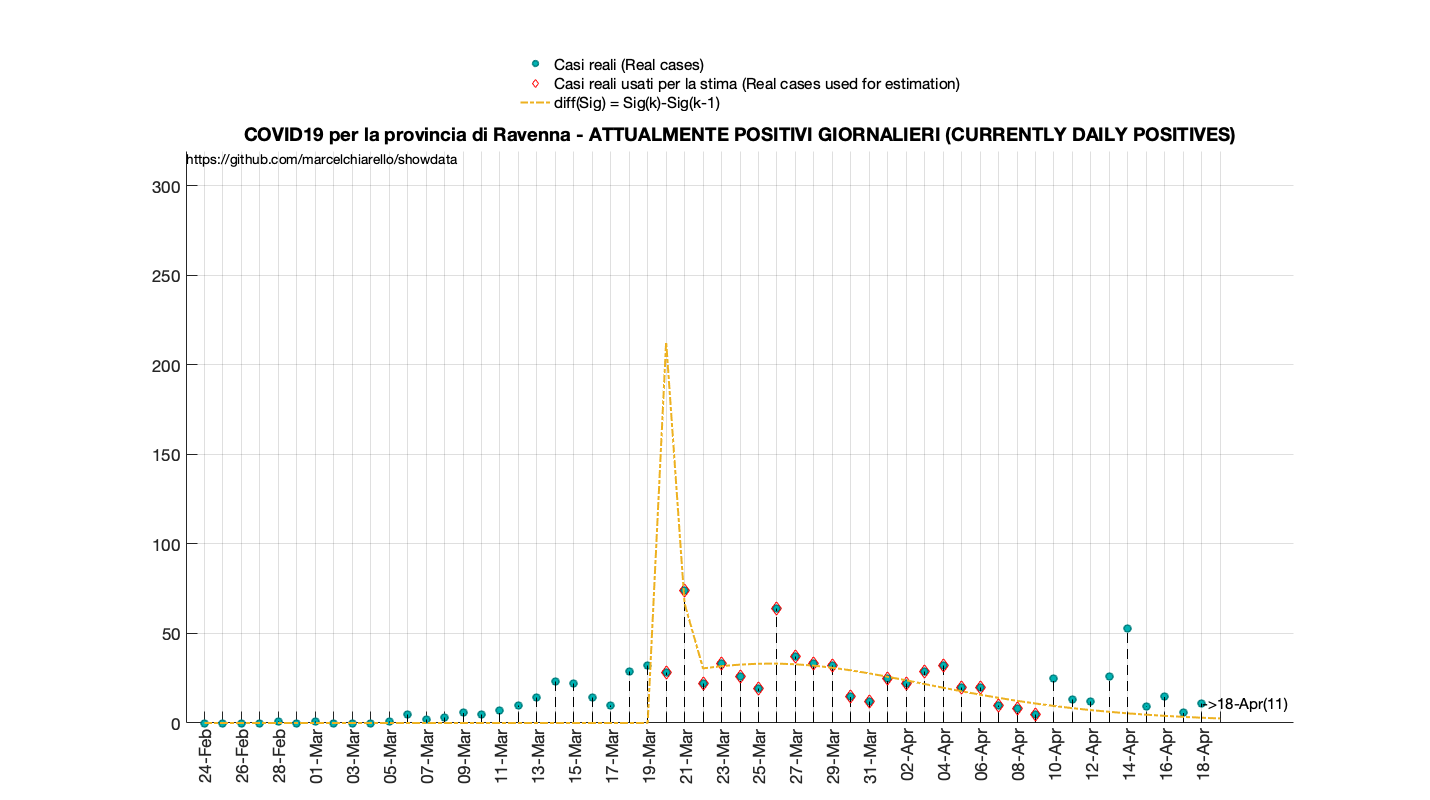 Casi reali (Real cases)
Casi reali usati per la stima (Real cases used for estimation)
diff(Sig) = Sig(k)-Sig(k-1)
COVID19 per la provincia di Ravenna - ATTUALMENTE POSITIVI GIORNALIERI (CURRENTLY DAILY POSITIVES)
https://github.com/marcelchiarello/showdata
300
250
200
150
100
50
0
->18-Apr(11)
24-Feb
26-Feb
28-Feb
01-Mar
03-Mar
05-Mar
07-Mar
09-Mar
11-Mar
13-Mar
15-Mar
17-Mar
19-Mar
21-Mar
23-Mar
25-Mar
27-Mar
29-Mar
31-Mar
02-Apr
04-Apr
06-Apr
08-Apr
10-Apr
12-Apr
14-Apr
16-Apr
18-Apr